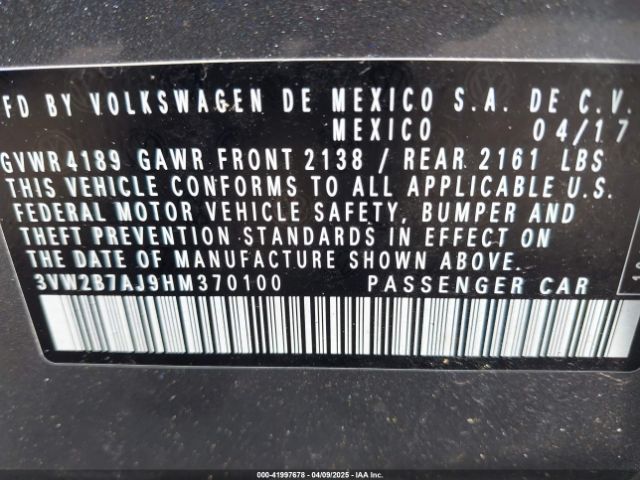 FD BY VOLKSWAGEN DE MEXICO S.A. DE C.V.
MEXICO 04/17
GVWR 4189 GAWR FRONT 2138 / REAR 2161 LBS
THIS VEHICLE CONFORMS TO ALL APPLICABLE U.S.
FEDERAL MOTOR VEHICLE SAFETY, BUMPER AND
THEFT PREVENTION STANDARDS IN EFFECT ON
THE DATE OF MANUFACTURE SHOWN ABOVE.
3VW2B7AJ9HM370100 PASSENGER CAR
000-41997678 | 04/09/2025 | IAA Inc.